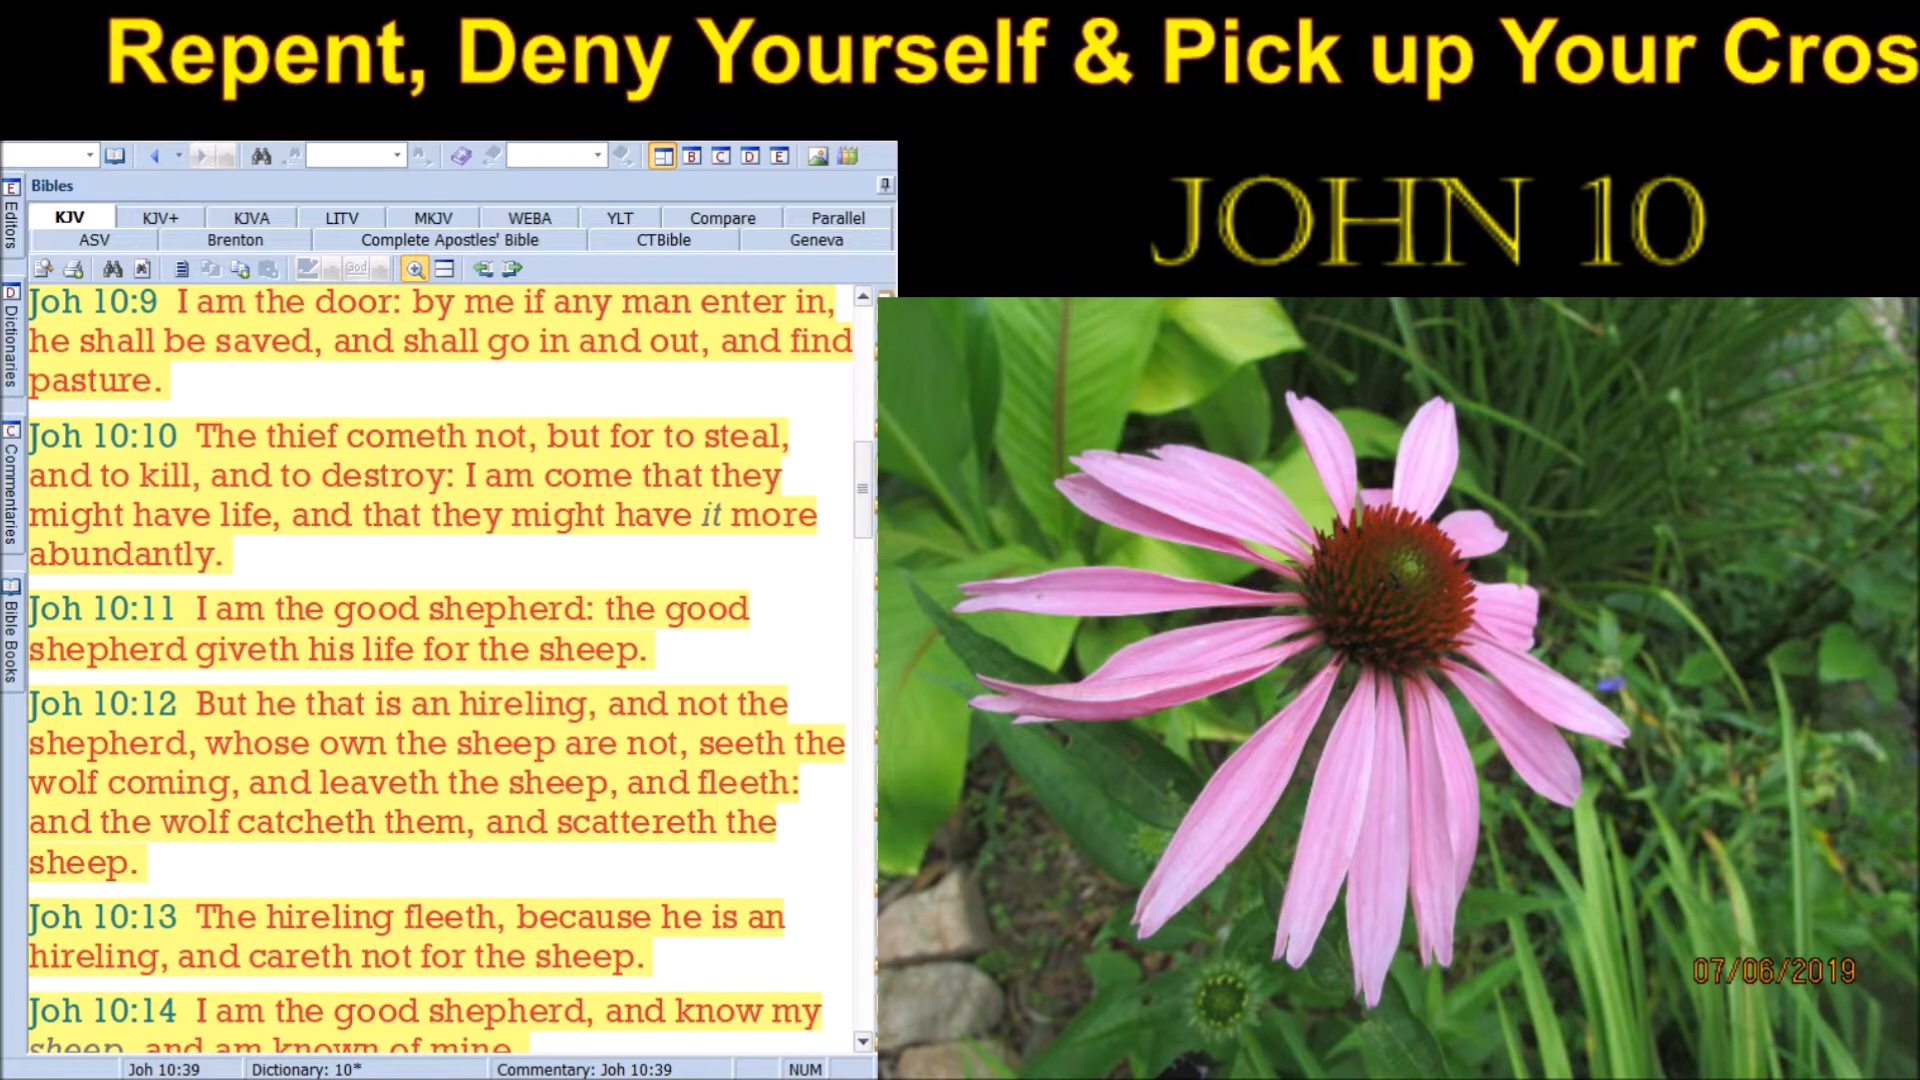 Repent, Deny Yourself & Pick up Your Cros
JOHN 10
B C D E
E Editors
D Dictionaries
C Commentaries
Bible Books
Bibles
KJV KJV+ KJVA LITV MKJV WEBA YLT Compare Parallel
ASV Brenton Complete Apostles' Bible CTBible Geneva
God
Joh 10:9 I am the door: by me if any man enter in,
he shall be saved, and shall go in and out, and find
pasture.
Joh 10:10 The thief cometh not, but for to steal,
and to kill, and to destroy: I am come that they
might have life, and that they might have it more
abundantly.
Joh 10:11 I am the good shepherd: the good
shepherd giveth his life for the sheep.
Joh 10:12 But he that is an hireling, and not the
shepherd, whose own the sheep are not, seeth the
wolf coming, and leaveth the sheep, and fleeth:
and the wolf catcheth them, and scattereth the
sheep.
Joh 10:13 The hireling fleeth, because he is an
hireling, and careth not for the sheep.
Joh 10:14 I am the good shepherd, and know my
sheep, and am known of mine.
Joh 10:39 Dictionary: 10* Commentary: Joh 10:39 NUM
07/06/2019